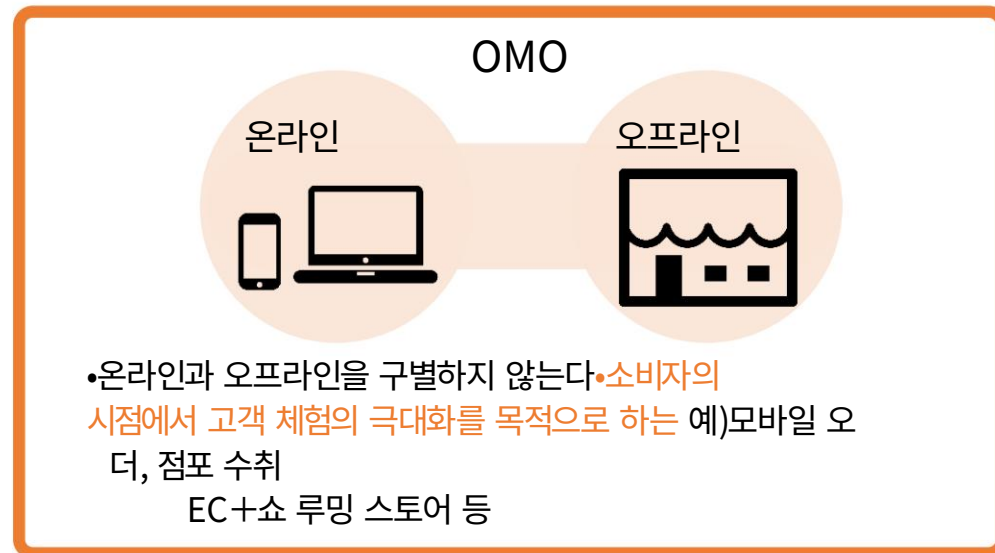 OMO
온라인
오프라인
•온라인과 오프라인을 구별하지 않는다•소비자의
시점에서 고객 체험의 극대화를 목적으로 하는 예)모바일 오
더, 점포 수취
EC+쇼 루밍 스토어 등